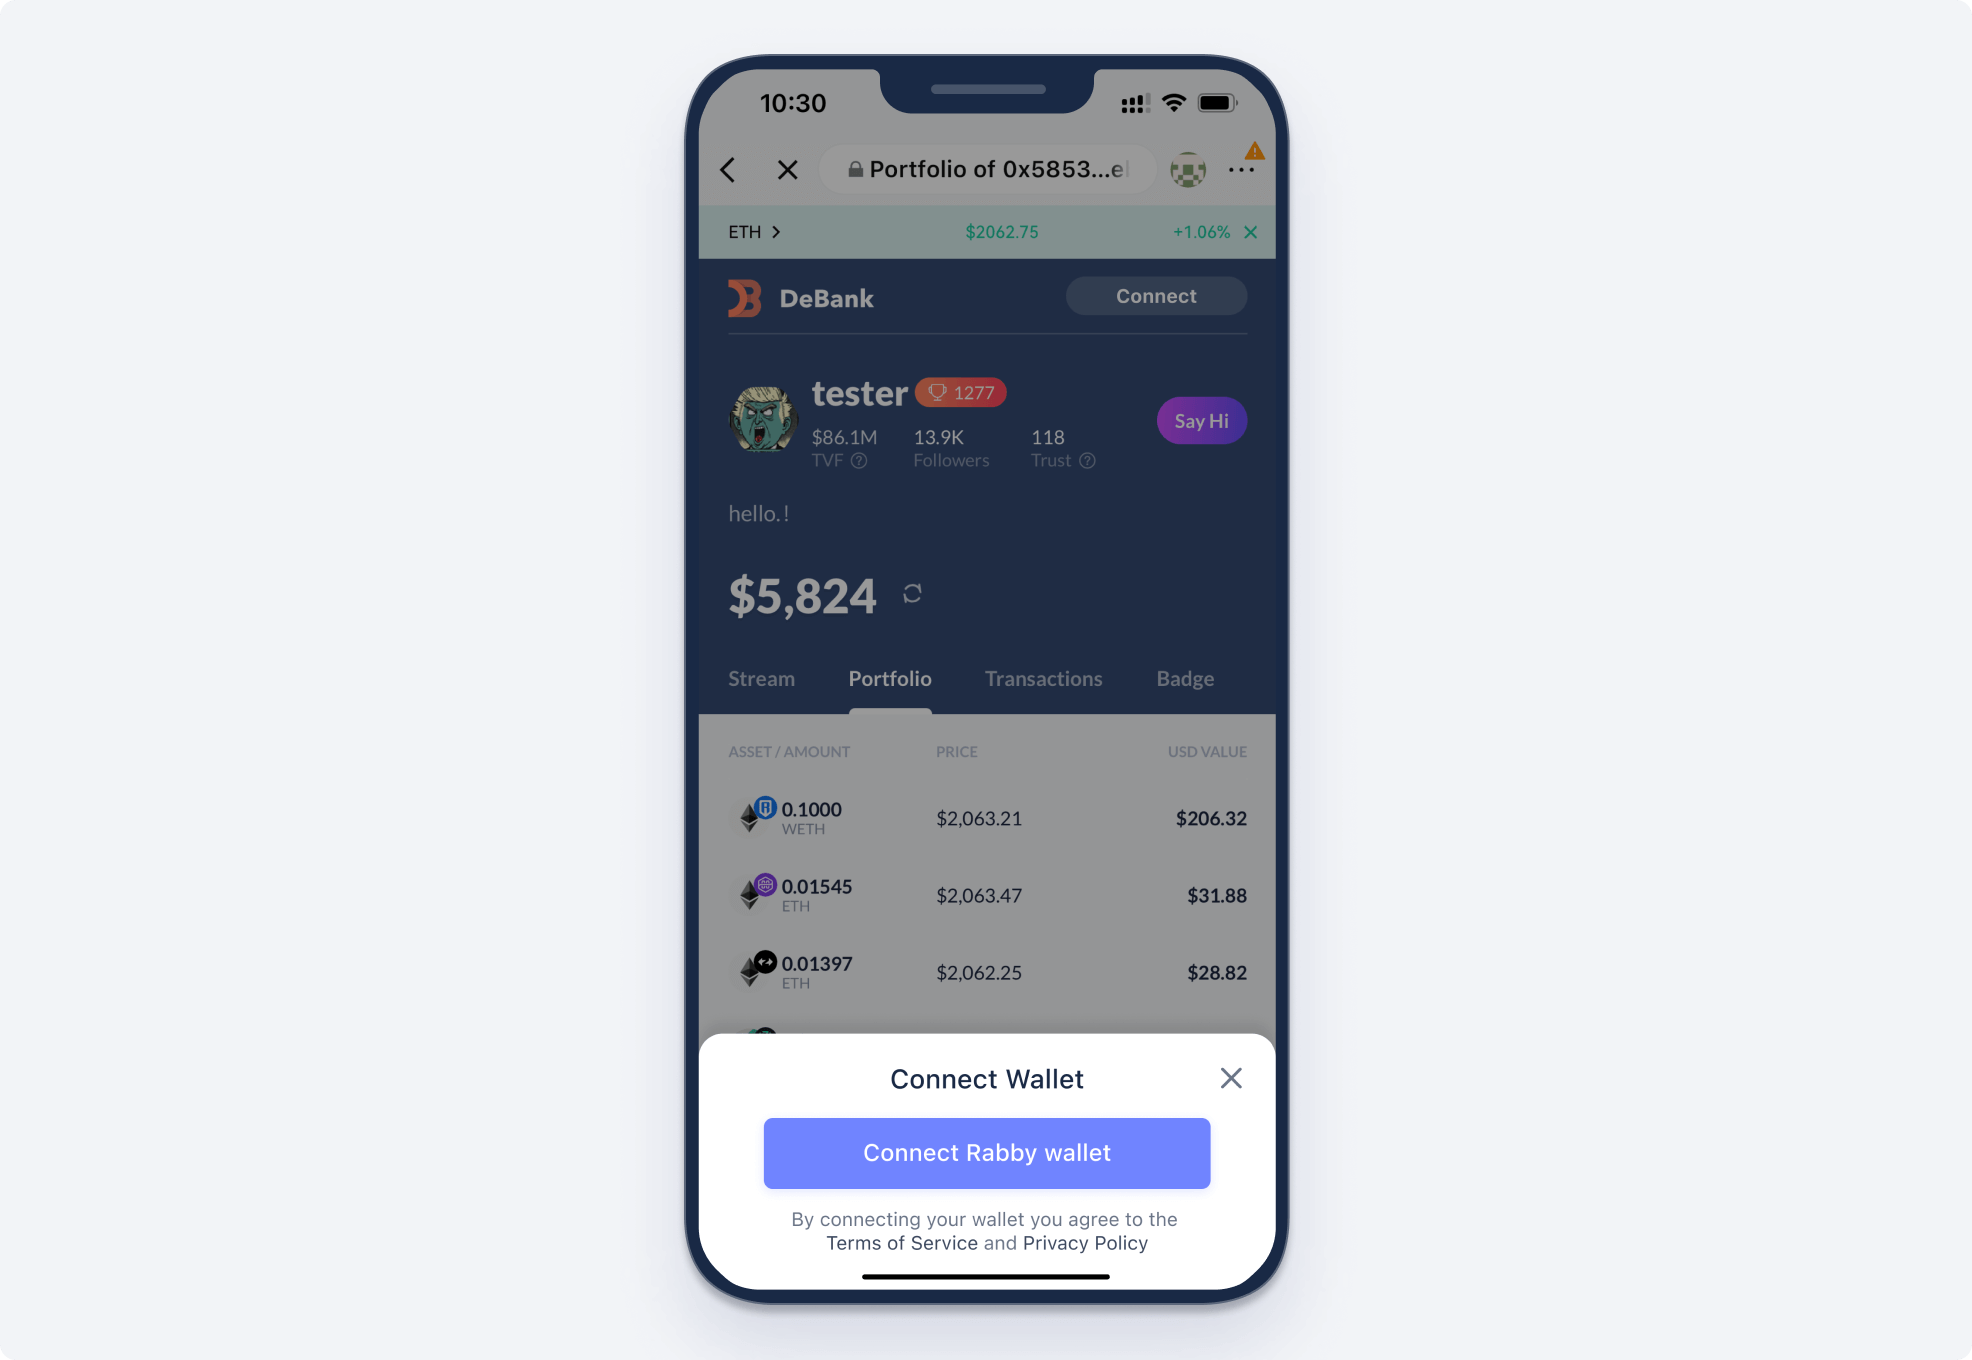 10:30
Portfolio of 0x5853...el
ETH $2062.75 +1.06%
DeBank
Connect
tester 1277
$86.1M 13.9K 118
TVF Followers Trust
Say Hi
hello.!
$5,824
Stream Portfolio Transactions Badge
ASSET / AMOUNT PRICE USD VALUE
0.1000 $2,063.21 $206.32
WETH
0.01545 $2,063.47 $31.88
ETH
0.01397 $2,062.25 $28.82
ETH
Connect Wallet
Connect Rabby wallet
By connecting your wallet you agree to the
Terms of Service and Privacy Policy